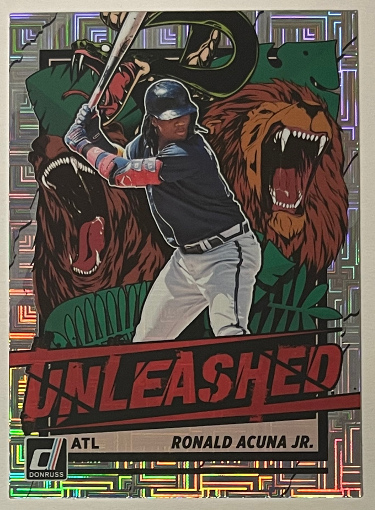 UNLEASHED
ATL RONALD ACUNA JR.
DONRUSS